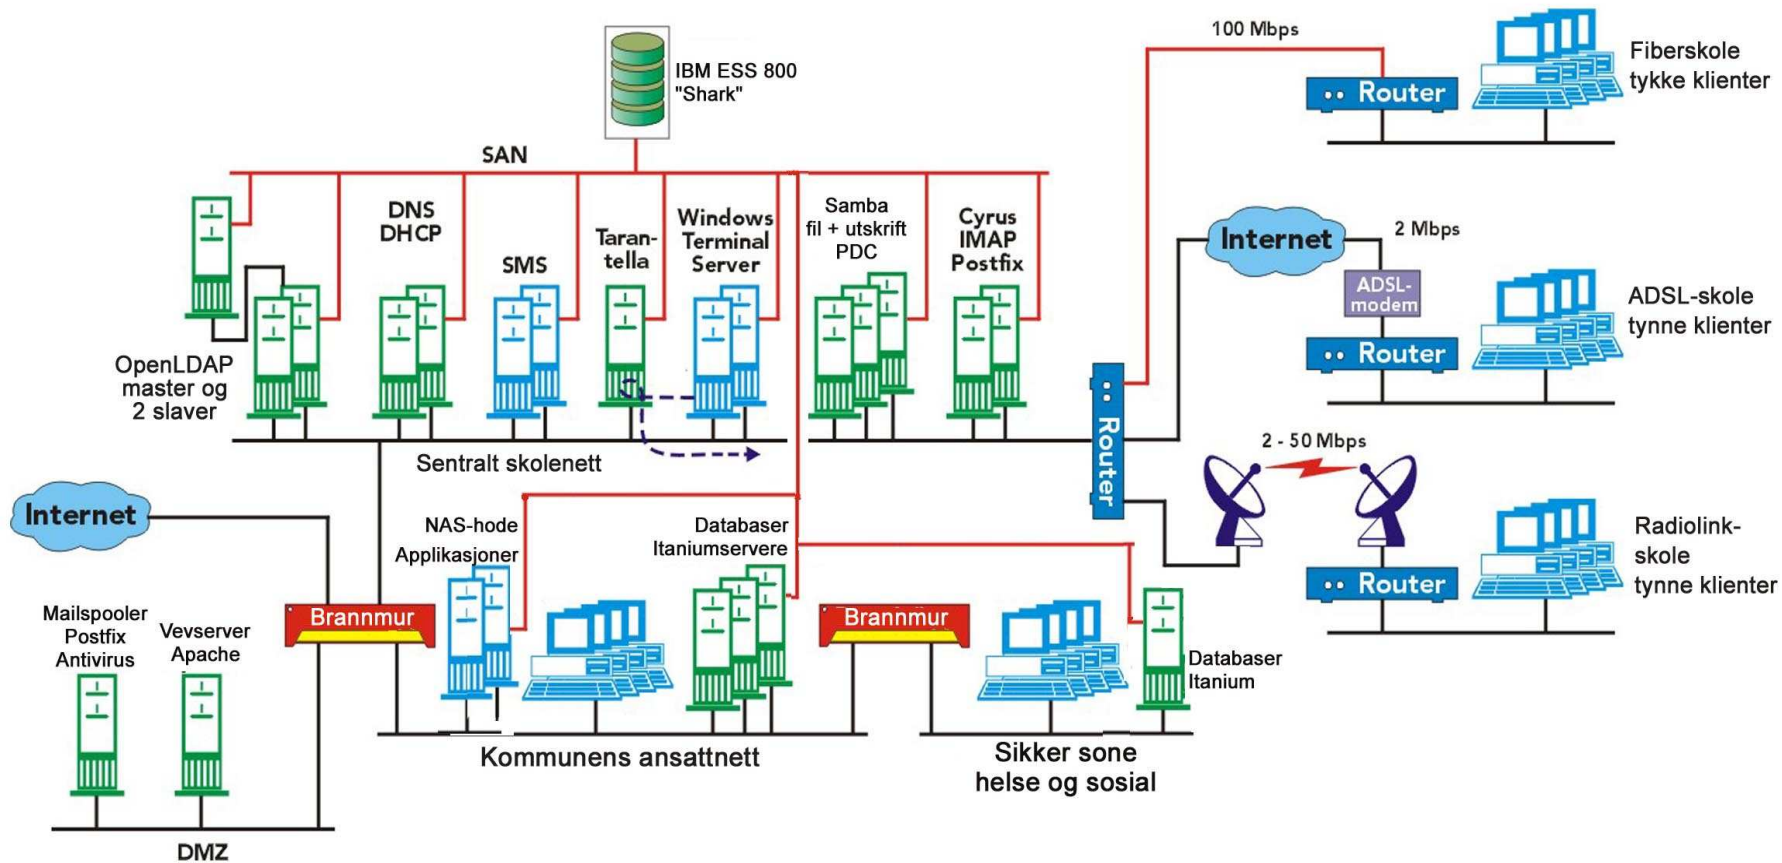 100 Mbps
Router
Fiberskole
tykke klienter
IBM ESS 800
"Shark"
SAN
DNS
DHCP
SMS
Taran-
tella
Windows
Terminal
Server
Samba
fil + utskrift
PDC
Cyrus
IMAP
Postfix
OpenLDAP
master og
2 slaver
Sentralt skolenett
Router
Internet
2 Mbps
ADSL-
modem
Router
ADSL-skole
tynne klienter
2 - 50 Mbps
Router
Radiolink-
skole
tynne klienter
Internet
Brannmur
NAS-hode
Applikasjoner
Databaser
Itaniumservere
Brannmur
Databaser
Itanium
Mailspooler
Postfix
Antivirus
Vevserver
Apache
Kommunens ansattnett
Sikker sone
helse og sosial
DMZ